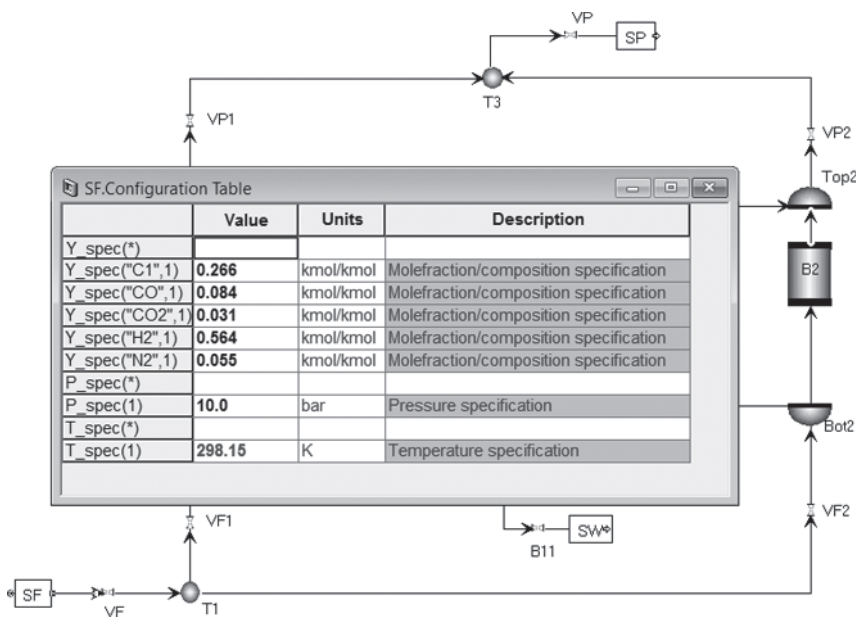 VP
SP
T3
VP1
VP2
Top2
SF.Configuration Table
Value Units Description
Y_spec(*)
Y_spec("C1",1) 0.266 kmol/kmol Molefraction/composition specification
Y_spec("CO",1) 0.084 kmol/kmol Molefraction/composition specification
Y_spec("CO2",1) 0.031 kmol/kmol Molefraction/composition specification
Y_spec("H2",1) 0.564 kmol/kmol Molefraction/composition specification
Y_spec("N2",1) 0.055 kmol/kmol Molefraction/composition specification
P_spec(*)
P_spec(1) 10.0 bar Pressure specification
T_spec(*)
T_spec(1) 298.15 K Temperature specification
B2
Bot2
VF1
VF2
SW
B11
SF
VF
T1